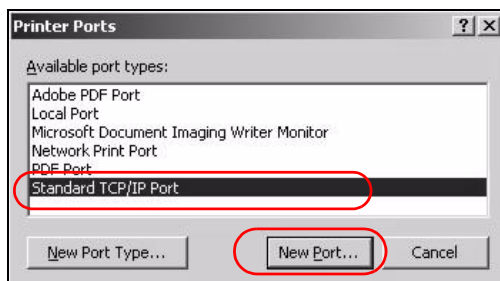 Printer Ports
Available port types:
Adobe PDF Port
Local Port
Microsoft Document Imaging Writer Monitor
Network Print Port
PDF Port
Standard TCP/IP Port
New Port Type... New Port... Cancel